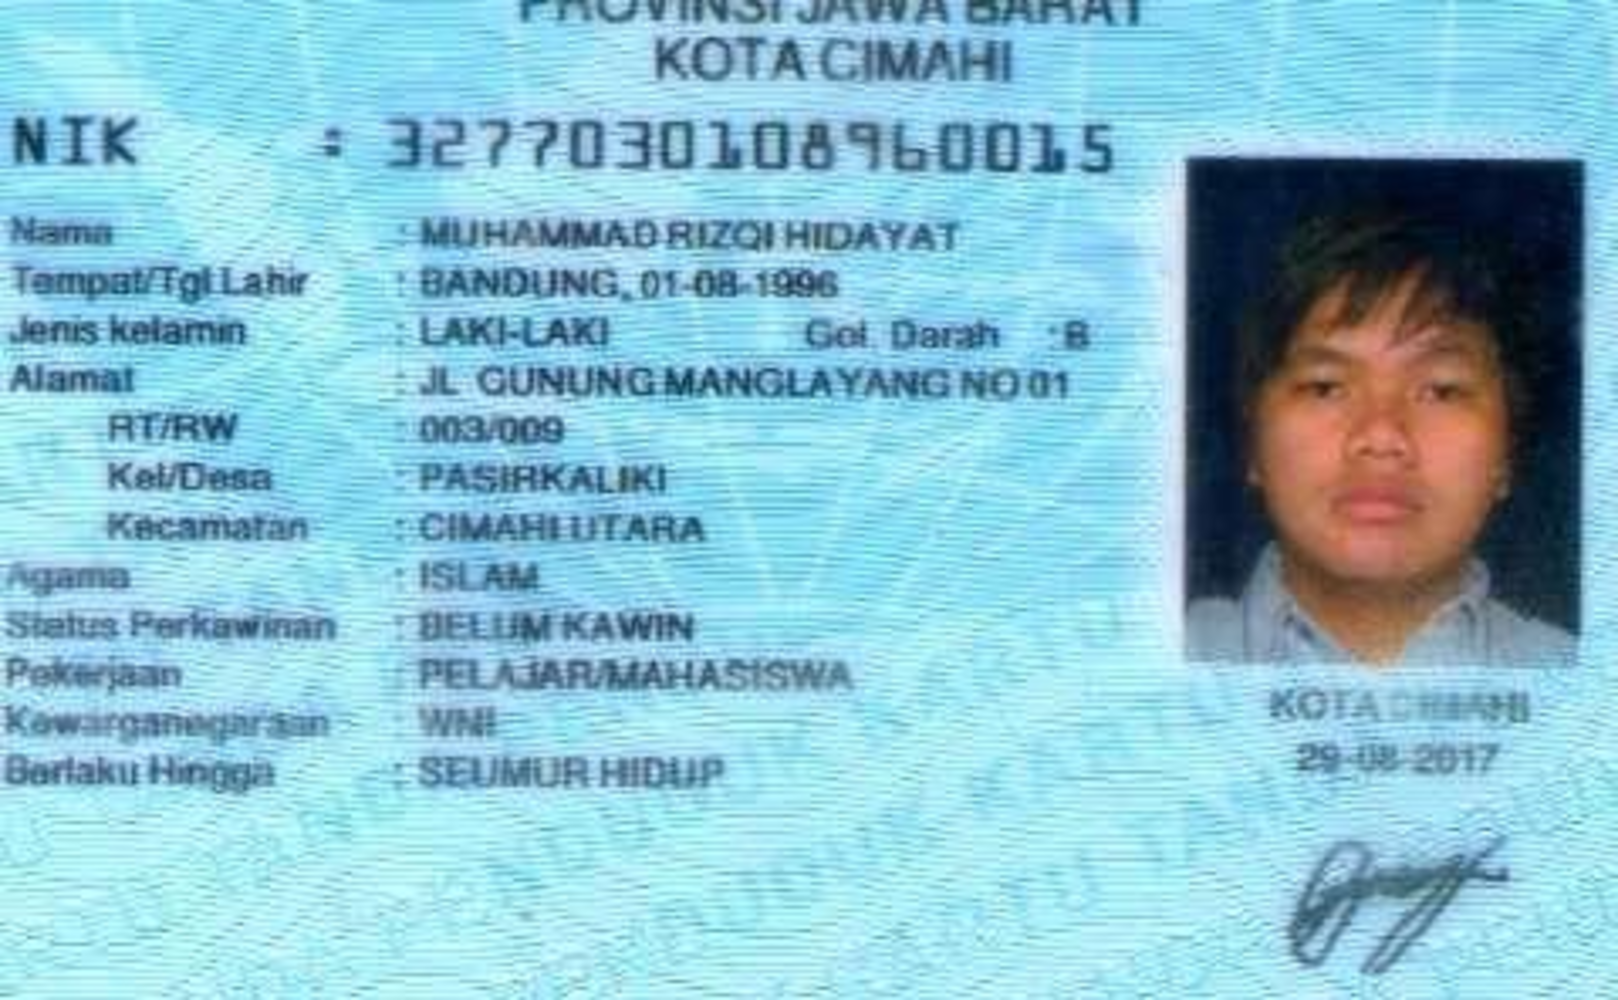 PROVINSI JAWA BARAT
KOTA CIMAHI
NIK : 3277030108960015
Nama : MUHAMMAD RIZQI HIDAYAT
Tempat/Tgl Lahir : BANDUNG, 01-08-1996
Jenis kelamin : LAKI-LAKI Gol. Darah : B
Alamat : JL GUNUNG MANGLAYANG NO 01
RT/RW : 003/009
Kel/Desa : PASIRKALIKI
Kecamatan : CIMAHI UTARA
Agama : ISLAM
Status Perkawinan : BELUM KAWIN
Pekerjaan : PELAJAR/MAHASISWA
Kewarganegaraan : WNI
Berlaku Hingga : SEUMUR HIDUP
KOTA CIMAHI
29-08-2017